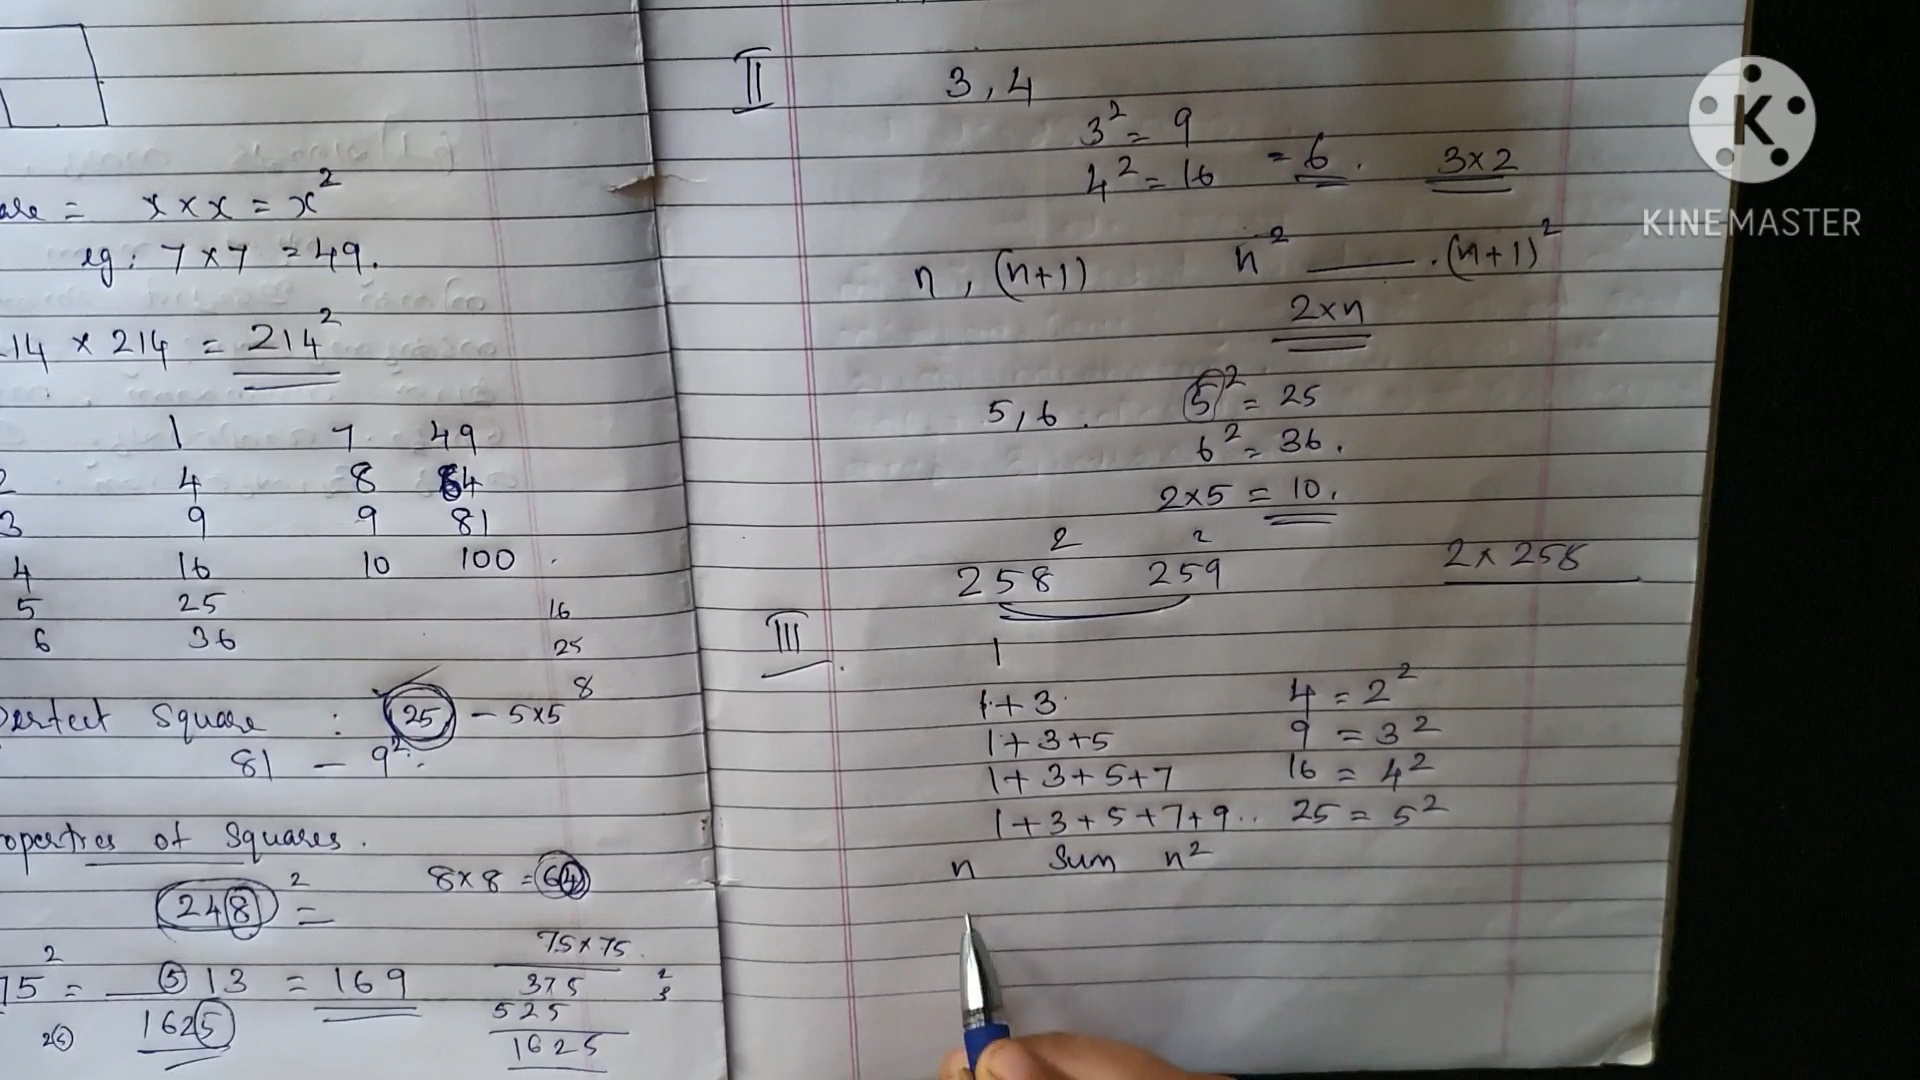 are = x × x = x²
eg: 7 × 7 = 49.
14 × 214 = 214²
1 7 49
2 4 8 64
3 9 9 81
4 16 10 100
5 25 16
6 36 25
8
Perfect Square : 25 - 5×5
81 - 9²
roperties of Squares.
248² = 8 × 8 = 64
75² = 5 13 = 169
1625
25
75 × 75
375
525
1625
II 3, 4
3² = 9
4² = 16 = 6. 3×2
n, (n+1) n² ____ . (n+1)²
2×n
5, 6. 5² = 25
6² = 36.
2×5 = 10.
258² 259² 2 × 258
III 1
1+3. 4 = 2²
1+3+5 9 = 3²
1+3+5+7 16 = 4²
1+3+5+7+9.. 25 = 5²
n Sum n²
K
KINEMASTER